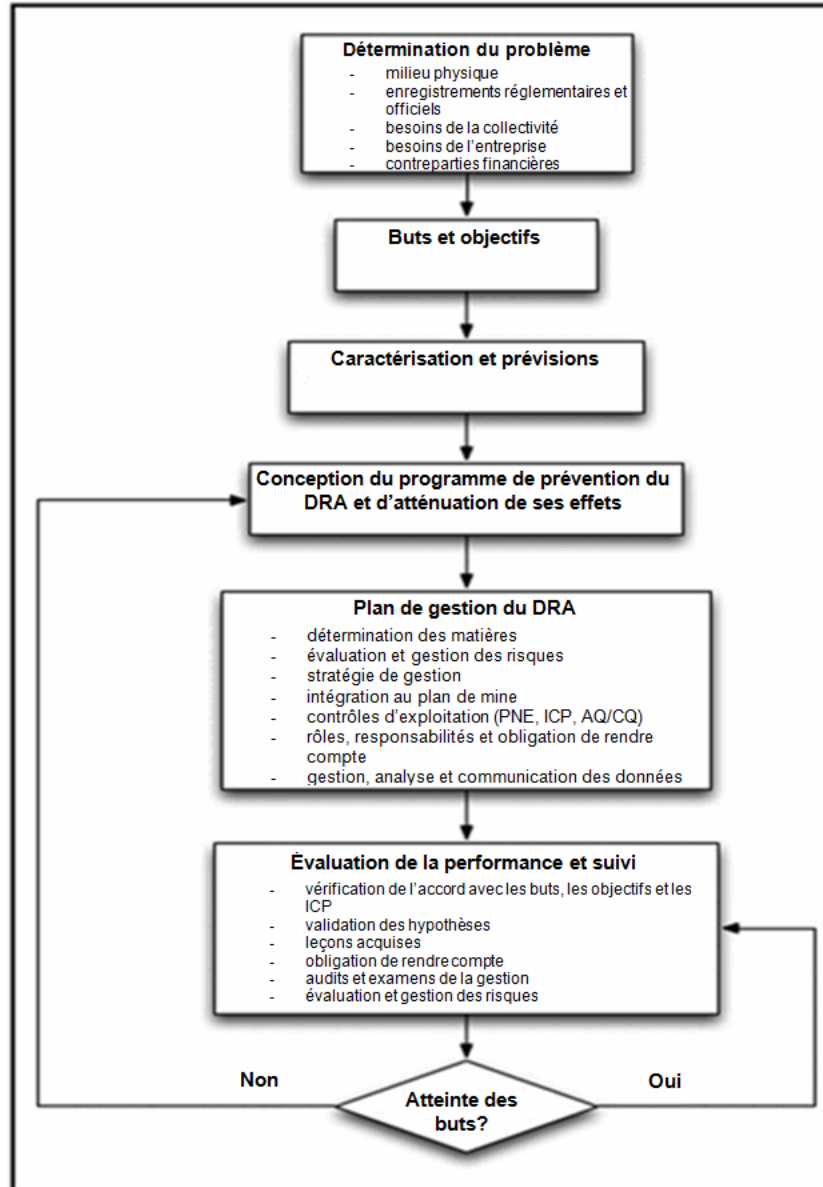 Détermination du problème
- milieu physique
- enregistrements réglementaires et
officiels
- besoins de la collectivité
- besoins de l'entreprise
- contreparties financières
Buts et objectifs
Caractérisation et prévisions
Conception du programme de prévention du
DRA et d'atténuation de ses effets
Plan de gestion du DRA
- détermination des matières
- évaluation et gestion des risques
- stratégie de gestion
- intégration au plan de mine
- contrôles d'exploitation (PNE, ICP, AQ/CQ)
- rôles, responsabilités et obligation de rendre
compte
- gestion, analyse et communication des données
Évaluation de la performance et suivi
- vérification de l'accord avec les buts, les objectifs et les
ICP
- validation des hypothèses
- leçons acquises
- obligation de rendre compte
- audits et examens de la gestion
- évaluation et gestion des risques
Non
Oui
Atteinte des
buts?